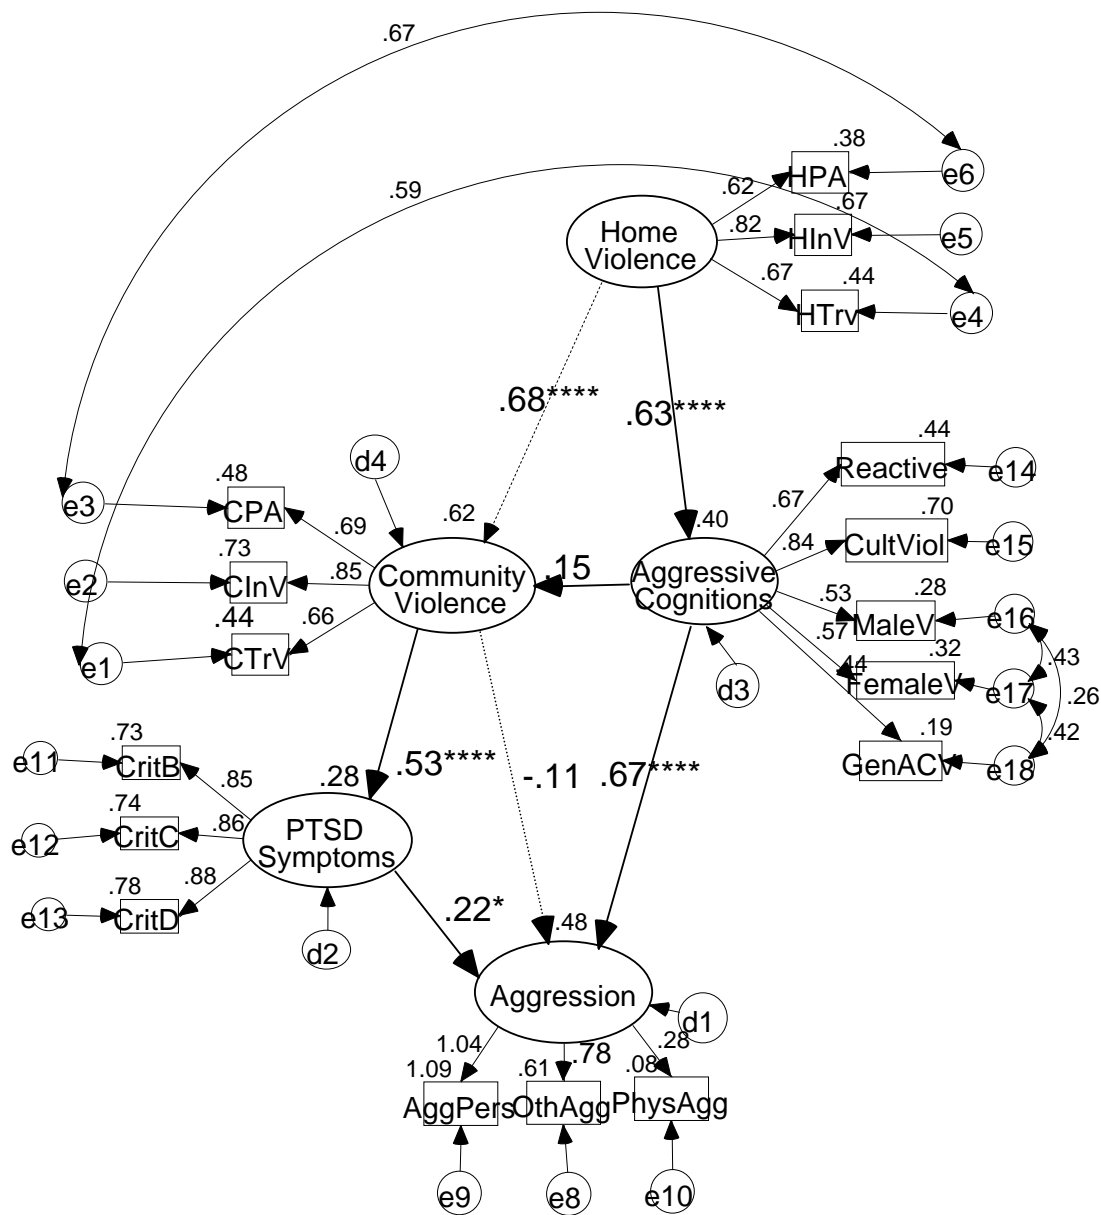 .67
.38
HPA
e6
.59
.62
.67
Home
Violence
.82
HInV
e5
.67
.44
HTrv
e4
.68****
.63****
d4
.44
Reactive
e14
.48
CPA
e3
.69
.62
.40
.67
.70
CultViol
e15
.84
.73
CInV
e2
.85
Community
Violence
.15
Aggressive
Cognitions
.53
.28
MaleV
e16
.44
CTrV
e1
.66
.57
.32
.43
.44
FemaleV
e17
.26
d3
.42
.19
GenACV
e18
.73
CritB
e11
.85
.53****
-.11
.67****
.28
.74
CritC
e12
.86
PTSD
Symptoms
.78
CritD
e13
.88
.22*
.48
d2
Aggression
d1
1.04
.78
.28
1.09
.61
.08
AggPers
OthAgg
PhysAgg
e9
e8
e10